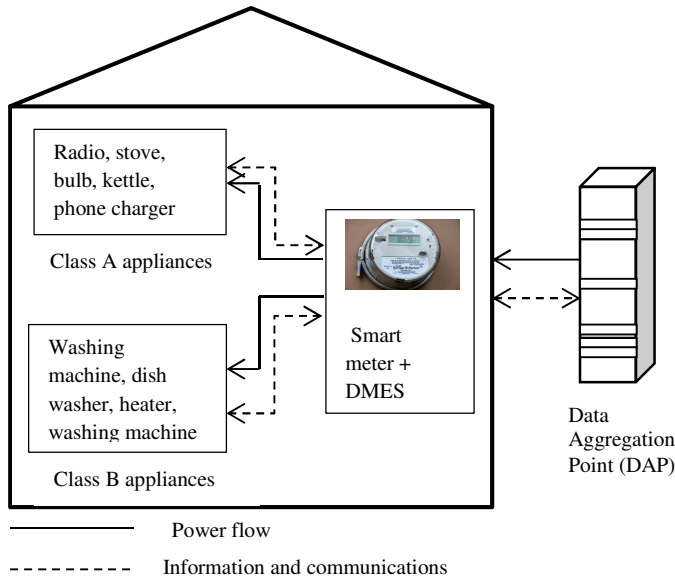 Radio, stove,
bulb, kettle,
phone charger
Class A appliances
Washing
machine, dish
washer, heater,
washing machine
Class B appliances
Smart
meter +
DMES
Data
Aggregation
Point (DAP)
Power flow
Information and communications